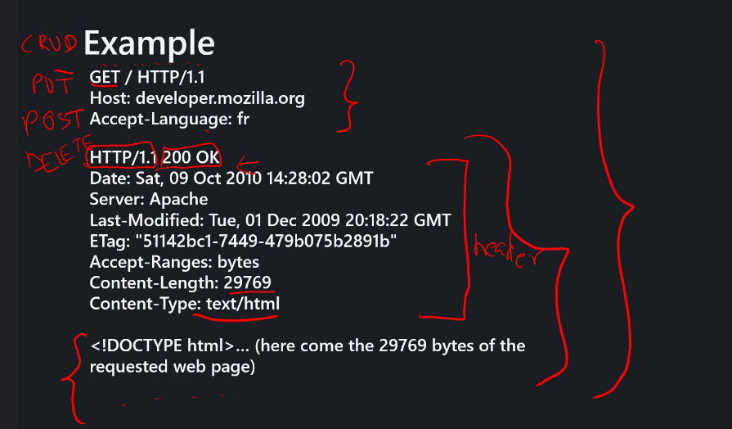 CRUD Example
PUT GET / HTTP/1.1
Host: developer.mozilla.org
POST Accept-Language: fr
DELETE HTTP/1.1 200 OK
Date: Sat, 09 Oct 2010 14:28:02 GMT
Server: Apache
Last-Modified: Tue, 01 Dec 2009 20:18:22 GMT
ETag: "51142bc1-7449-479b075b2891b"
header
Accept-Ranges: bytes
Content-Length: 29769
Content-Type: text/html
<!DOCTYPE html>... (here come the 29769 bytes of the
requested web page)